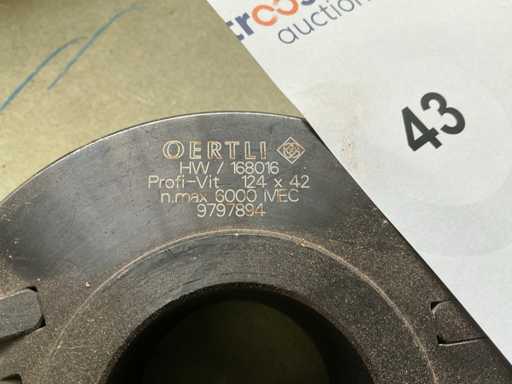 auction
43
OERTLI
HW / 168016
Profi-Vit 124 x 42
n.max 6000 MEC
9797894